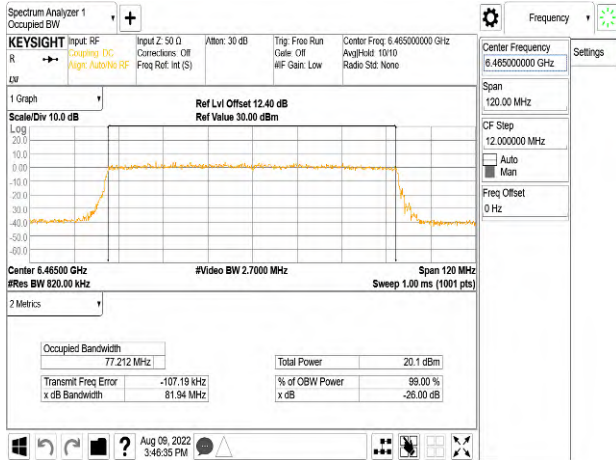 Spectrum Analyzer 1
Occupied BW
Frequency
KEYSIGHT
R
Input: RF
Coupling: DC
Align: Auto/No RF
Input Z: 50 Ω
Corrections: Off
Freq Ref: Int (S)
Atten: 30 dB
Trig: Free Run
Gate: Off
#IF Gain: Low
Center Freq: 6.465000000 GHz
Avg|Hold: 10/10
Radio Std: None
Center Frequency
6.465000000 GHz
Settings
Span
120.00 MHz
CF Step
12.000000 MHz
Auto
Man
Freq Offset
0 Hz
1 Graph
Scale/Div 10.0 dB
Ref Lvl Offset 12.40 dB
Ref Value 30.00 dBm
Log
20.0
10.0
0.00
-10.0
-20.0
-30.0
-40.0
-50.0
-60.0
Center 6.46500 GHz
#Res BW 820.00 kHz
#Video BW 2.7000 MHz
Span 120 MHz
Sweep 1.00 ms (1001 pts)
2 Metrics
Occupied Bandwidth
77.212 MHz
Total Power 20.1 dBm
Transmit Freq Error -107.19 kHz
% of OBW Power 99.00 %
x dB Bandwidth 81.94 MHz
x dB -26.00 dB
?
Aug 09, 2022
3:46:35 PM